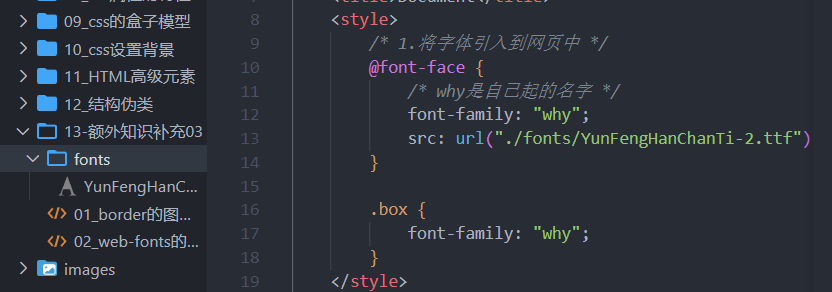 09_css的盒子模型
10_css设置背景
11_HTML高级元素
12_结构伪类
13-额外知识补充03
fonts
YunFengHanC...
01_border的图...
02_web-fonts的...
images
8 <title>Document</title>
<style>
9 /* 1.将字体引入到网页中 */
10 @font-face {
11 /* why是自己起的名字 */
12 font-family: "why";
13 src: url("./fonts/YunFengHanChanTi-2.ttf")
14 }
15
16 .box {
17 font-family: "why";
18 }
19 </style>